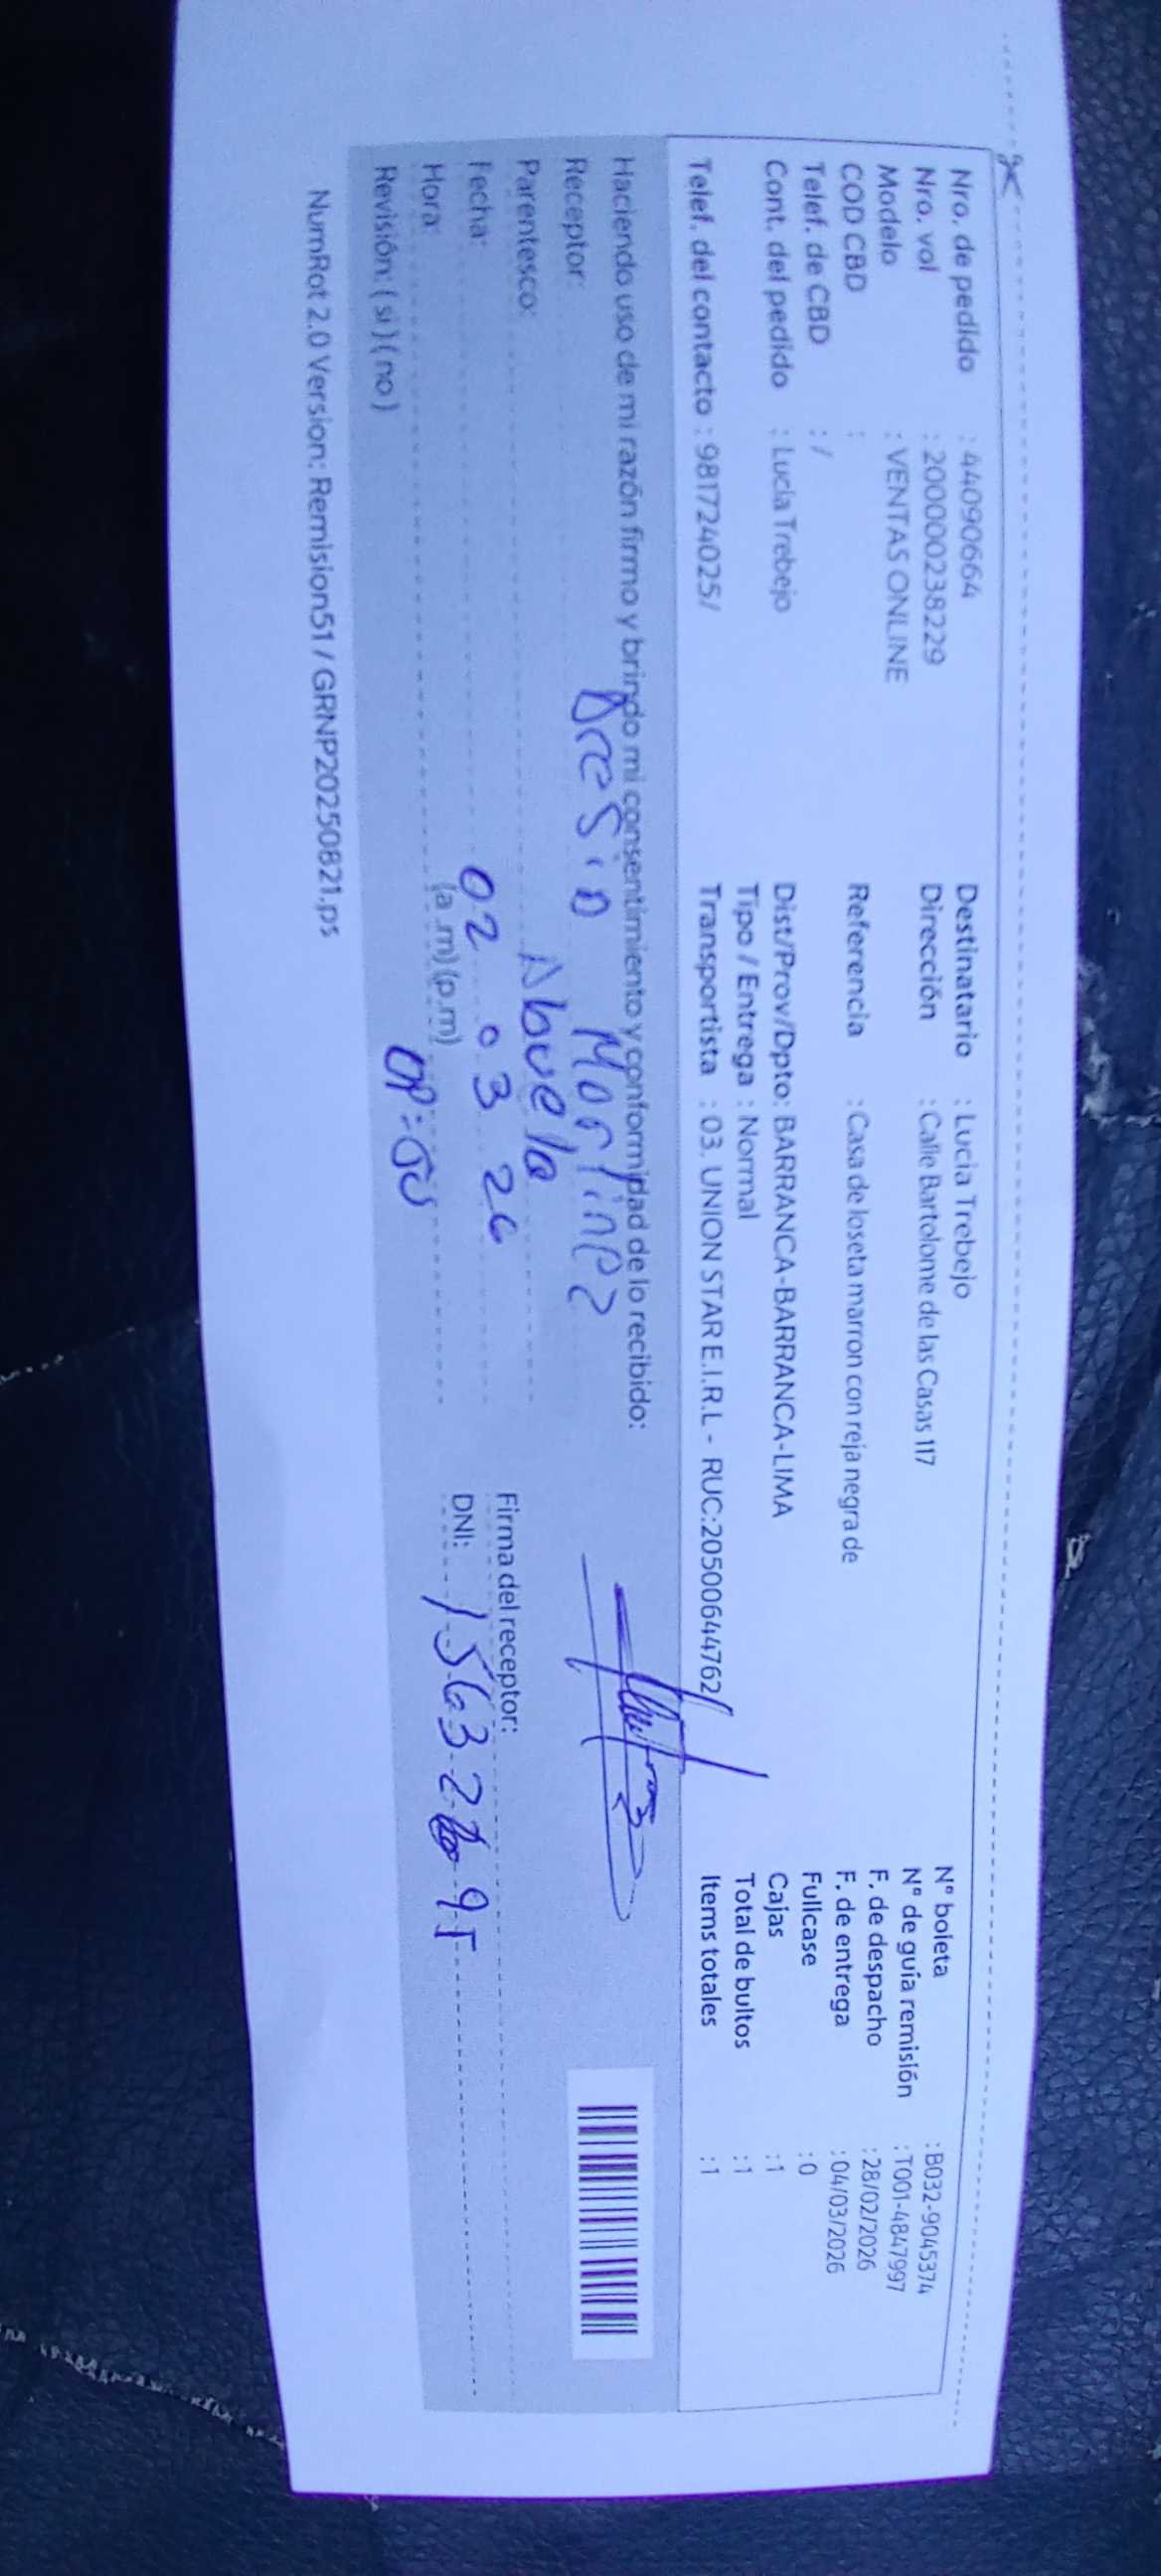 Nro. de pedido : 44090664
Nro. vol : 2000000238229
Modelo : VENTAS ONLINE
COD CBD :
Telef. de CBD : /
Cont. del pedido : Lucia Trebejo
Telef. del contacto : 981724025/
Destinatario : Lucia Trebejo
Dirección : Calle Bartolome de las Casas 117
Referencia : Casa de loseta marron con reja negra de
Dist/Prov/Dpto: BARRANCA-BARRANCA-LIMA
Tipo / Entrega : Normal
Transportista : 03. UNION STAR E.I.R.L - RUC:20500644762
N° boleta : B032-9045374
N° de guía remisión : T001-4847997
F. de despacho : 28/02/2026
F. de entrega : 04/03/2026
Fullcase : 0
Cajas : 1
Total de bultos : 1
Items totales : 1
Haciendo uso de mi razón firmo y brindo mi consentimiento y conformidad de lo recibido:
Receptor:
Parentesco: Abuela
Fecha: 02 03 26
Hora: (a.m) (p.m)
Revisión: ( si ) ( no )
Firma del receptor:
DNI:
NumRot 2.0 Version: Remision51 / GRNP20250821.ps